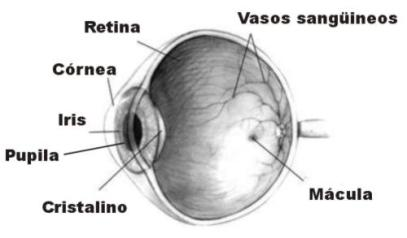 Vasos sangüineos
Retina
Córnea
Iris
Pupila
Cristalino
Mácula